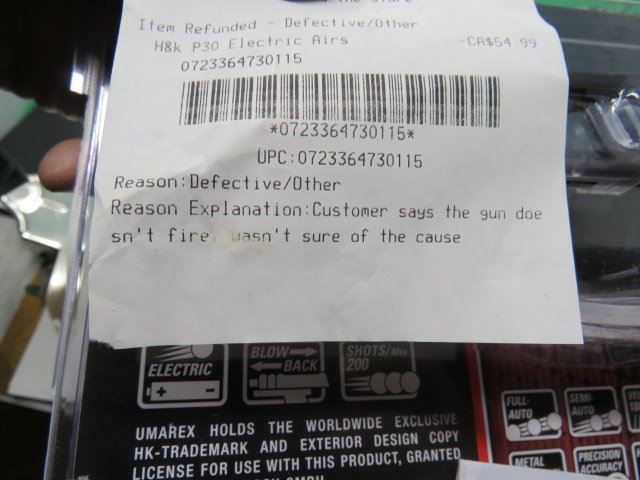 the store.
Item Refunded - Defective/Other
H&k P30 Electric Airs -CA$54.99
0723364730115
*0723364730115*
UPC:0723364730115
Reason:Defective/Other
Reason Explanation:Customer says the gun doe
sn't fire, wasn't sure of the cause
ELECTRIC
BLOW
BACK
SHOTS/Min
200
UMAREX HOLDS THE WORLDWIDE EXCLUSIVE
HK-TRADEMARK AND EXTERIOR DESIGN COPY
LICENSE FOR USE WITH THIS PRODUCT, GRANTED
FULL-
AUTO
SEMI-
AUTO
METAL
PRECISION
ACCURACY